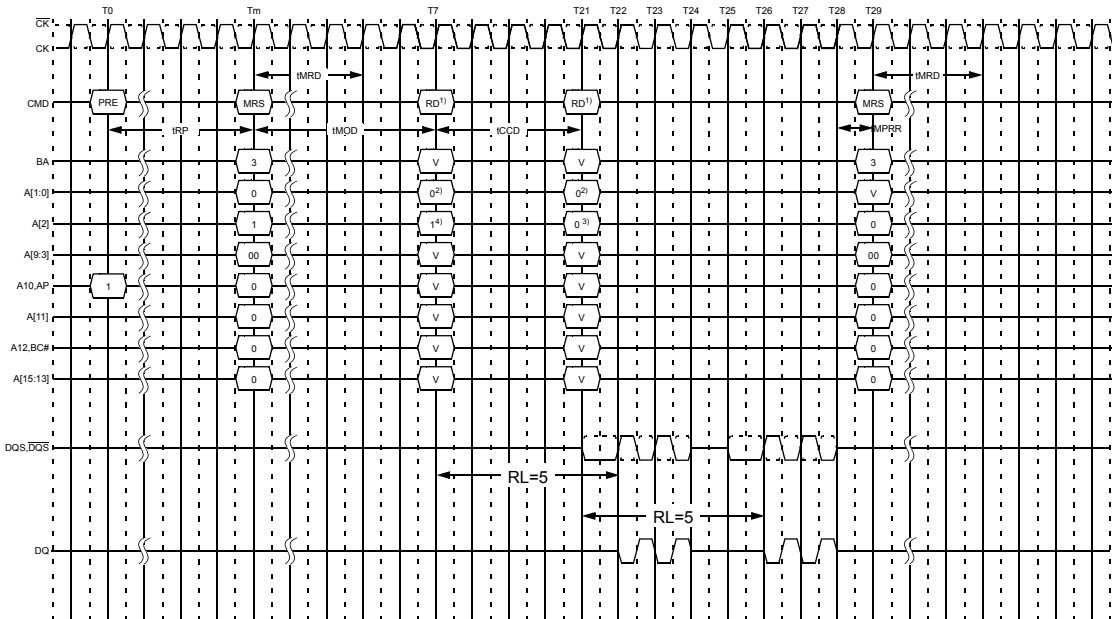 T0 Tm T7 T21 T22 T23 T24 T25 T26 T27 T28 T29
CK
CK
tMRD tMRD
CMD PRE MRS RD1) RD1) MRS
tRP tMOD tCCD tMPRR
BA 3 V V 3
A[1:0] 0 02) 02) V
A[2] 1 14) 0 3) 0
A[9:3] 00 V V 00
A10,AP 1 0 V V 0
A[11] 0 V V 0
A12,BC# 0 V V 0
A[15:13] 0 V V 0
DQS,DQS
RL=5
RL=5
DQ